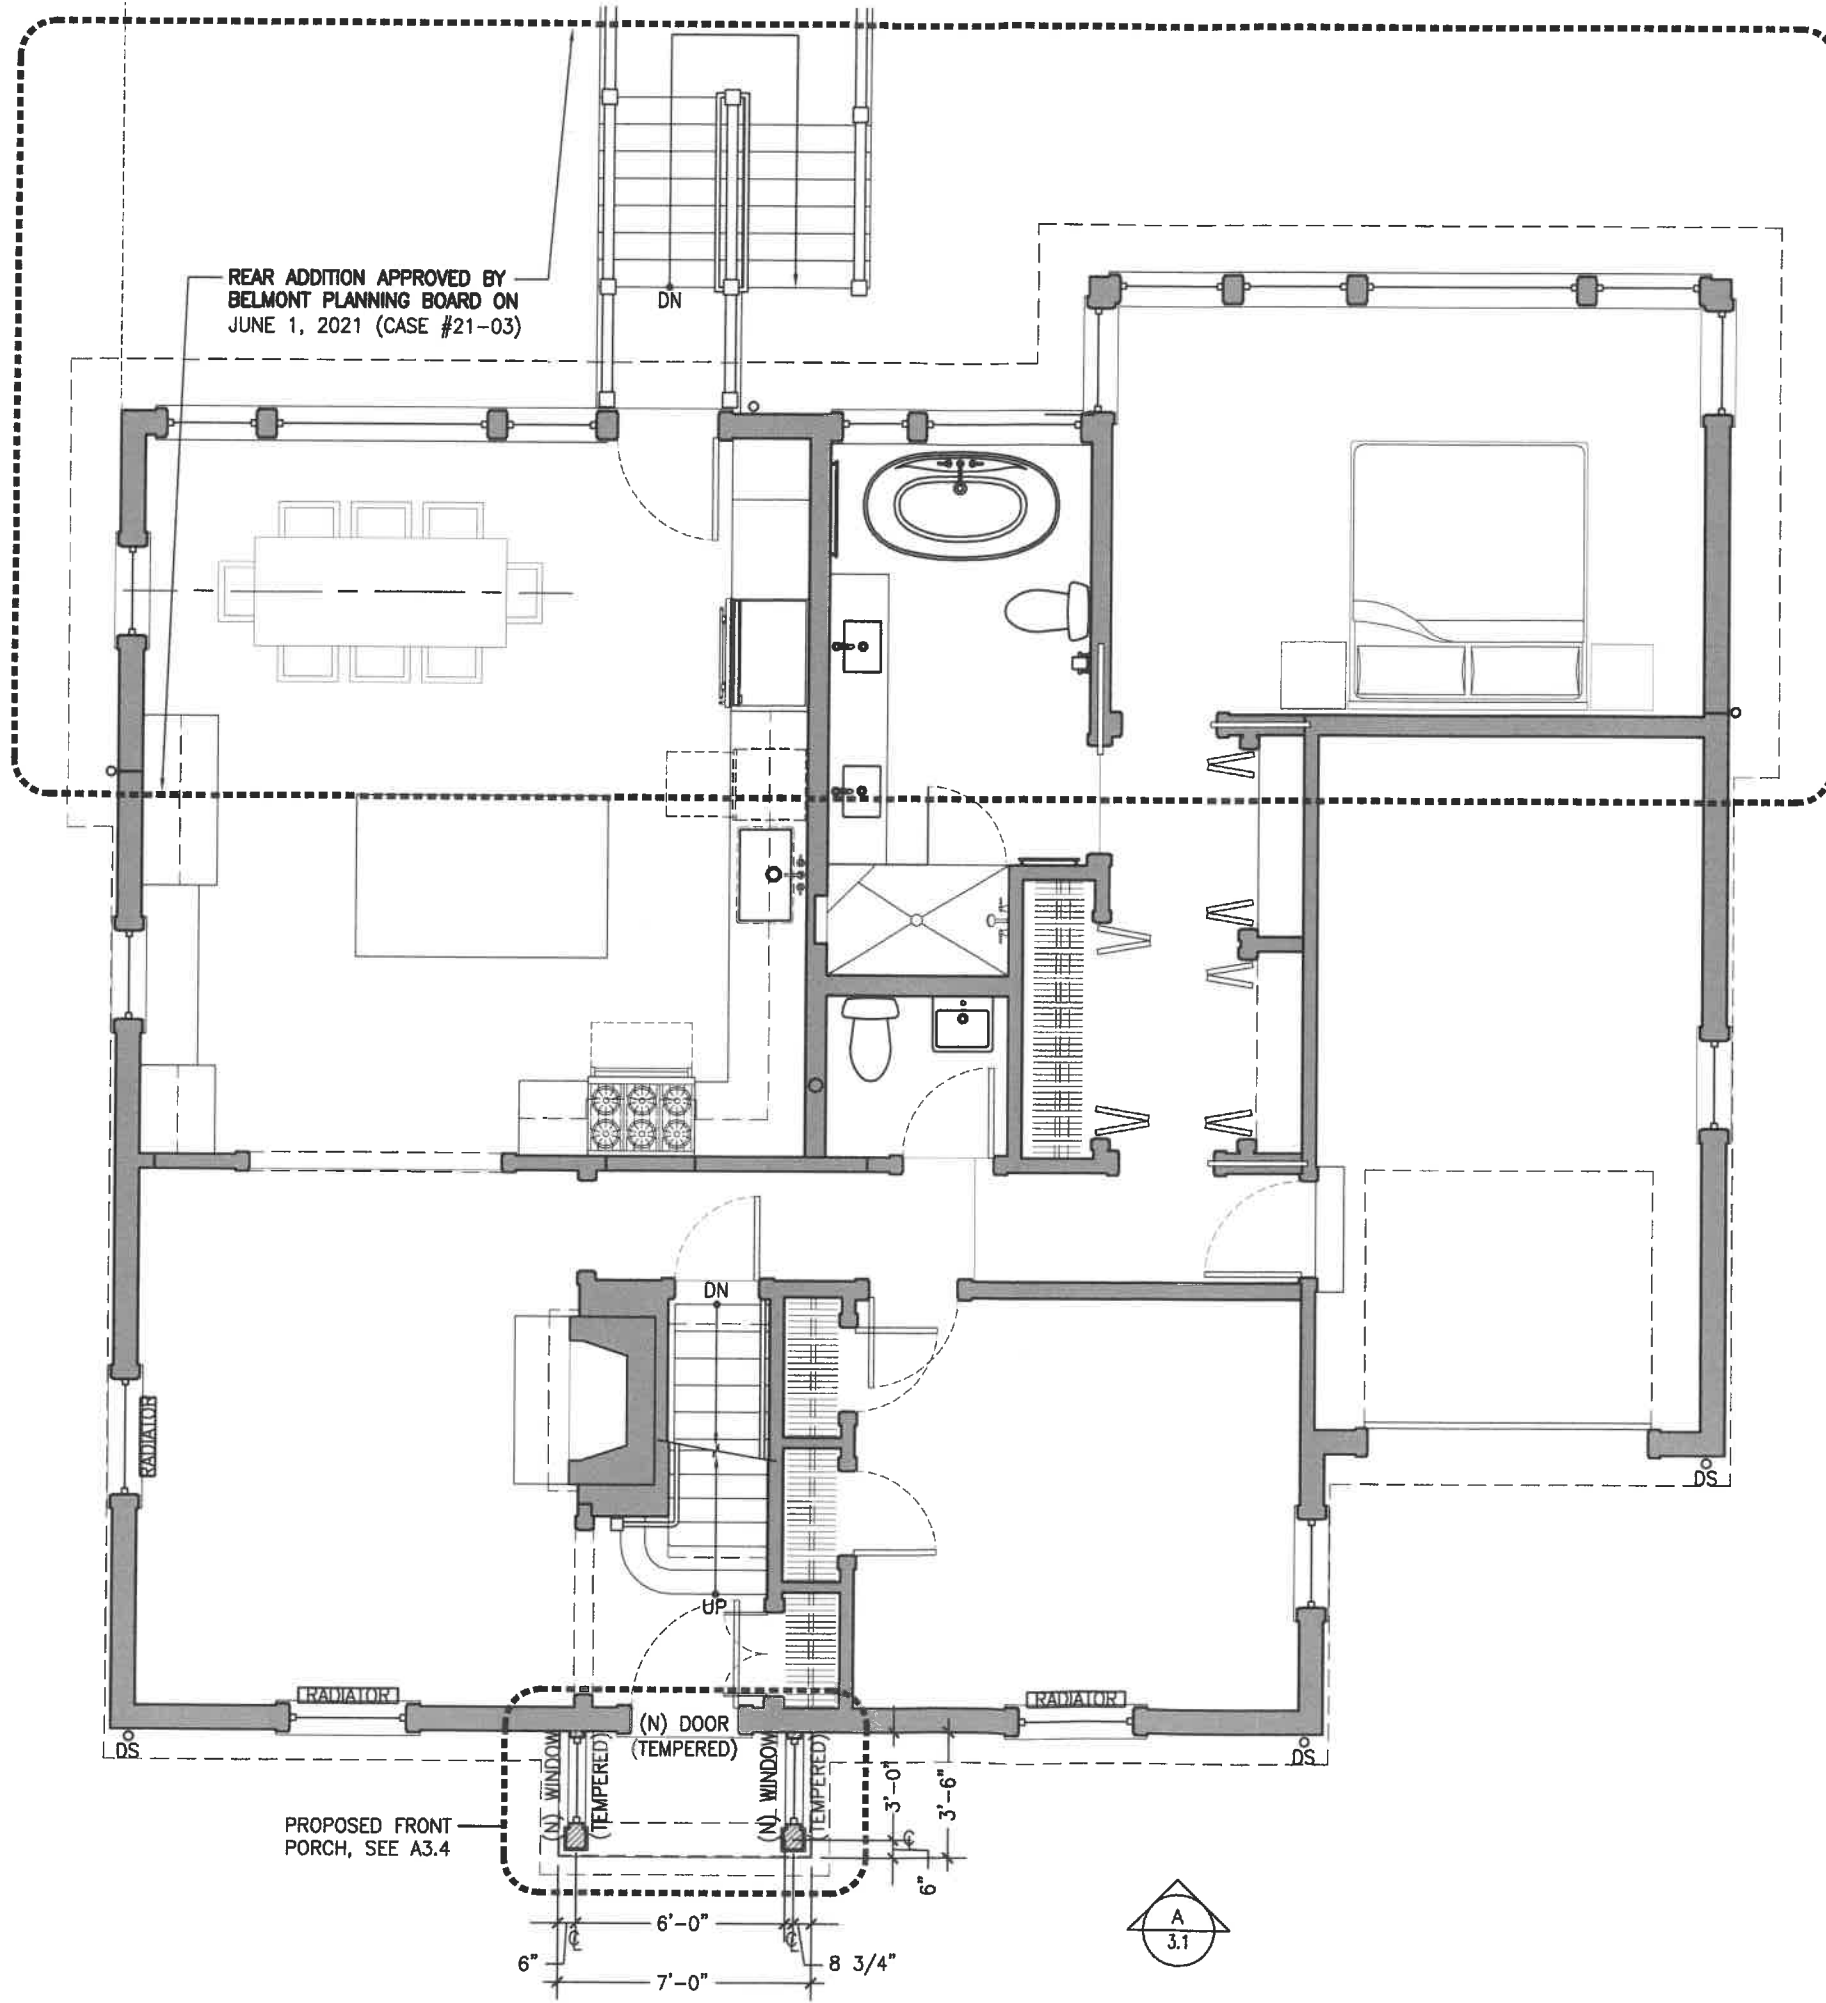 REAR ADDITION APPROVED BY
BELMONT PLANNING BOARD ON
JUNE 1, 2021 (CASE #21-03)
DN
DN
RADIATOR
DS
UP
RADIATOR
RADIATOR
(N) DOOR
(TEMPERED)
DS
DS
(N) WINDOW
(TEMPERED)
(N) WINDOW
(TEMPERED)
3'-0"
3'-6"
PROPOSED FRONT
PORCH, SEE A3.4
6"
6'-0"
6"
8 3/4"
7'-0"
A
3.1